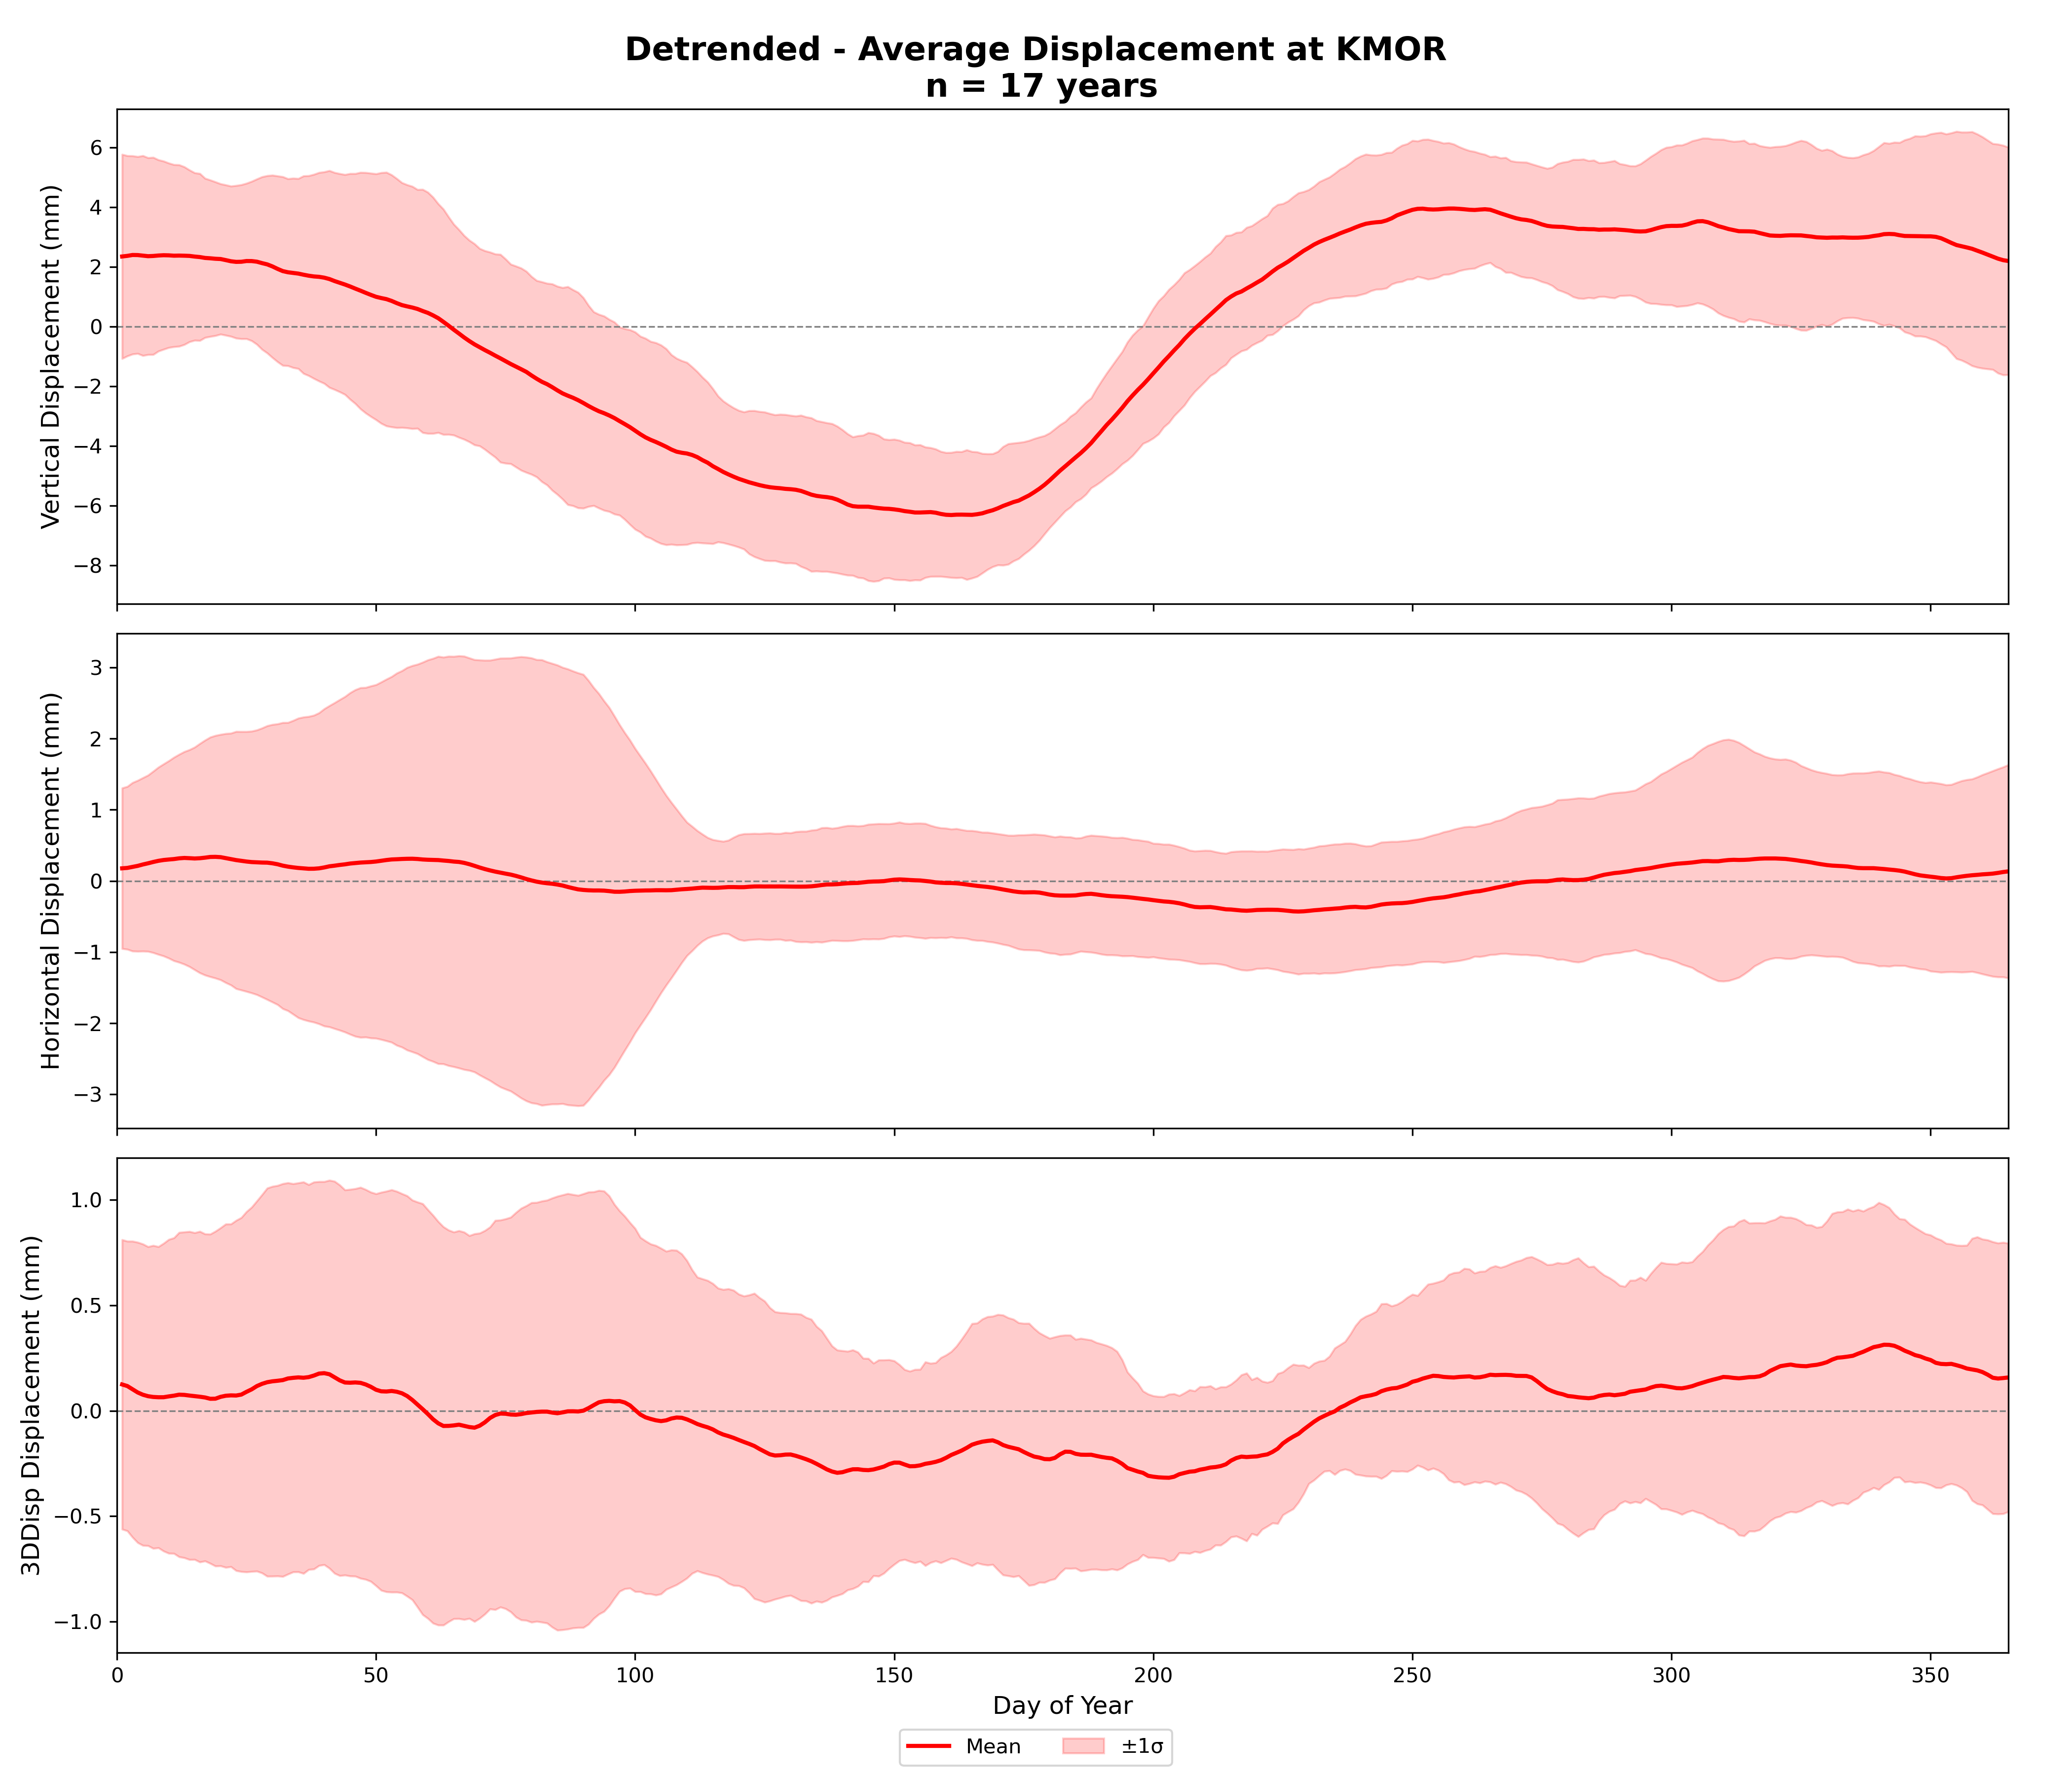 Detrended - Average Displacement at KMOR
n = 17 years
Vertical Displacement (mm)
6
4
2
0
−2
−4
−6
−8
Horizontal Displacement (mm)
3
2
1
0
−1
−2
−3
3DDisp Displacement (mm)
1.0
0.5
0.0
−0.5
−1.0
0 50 100 150 200 250 300 350
Day of Year
Mean ±1σ